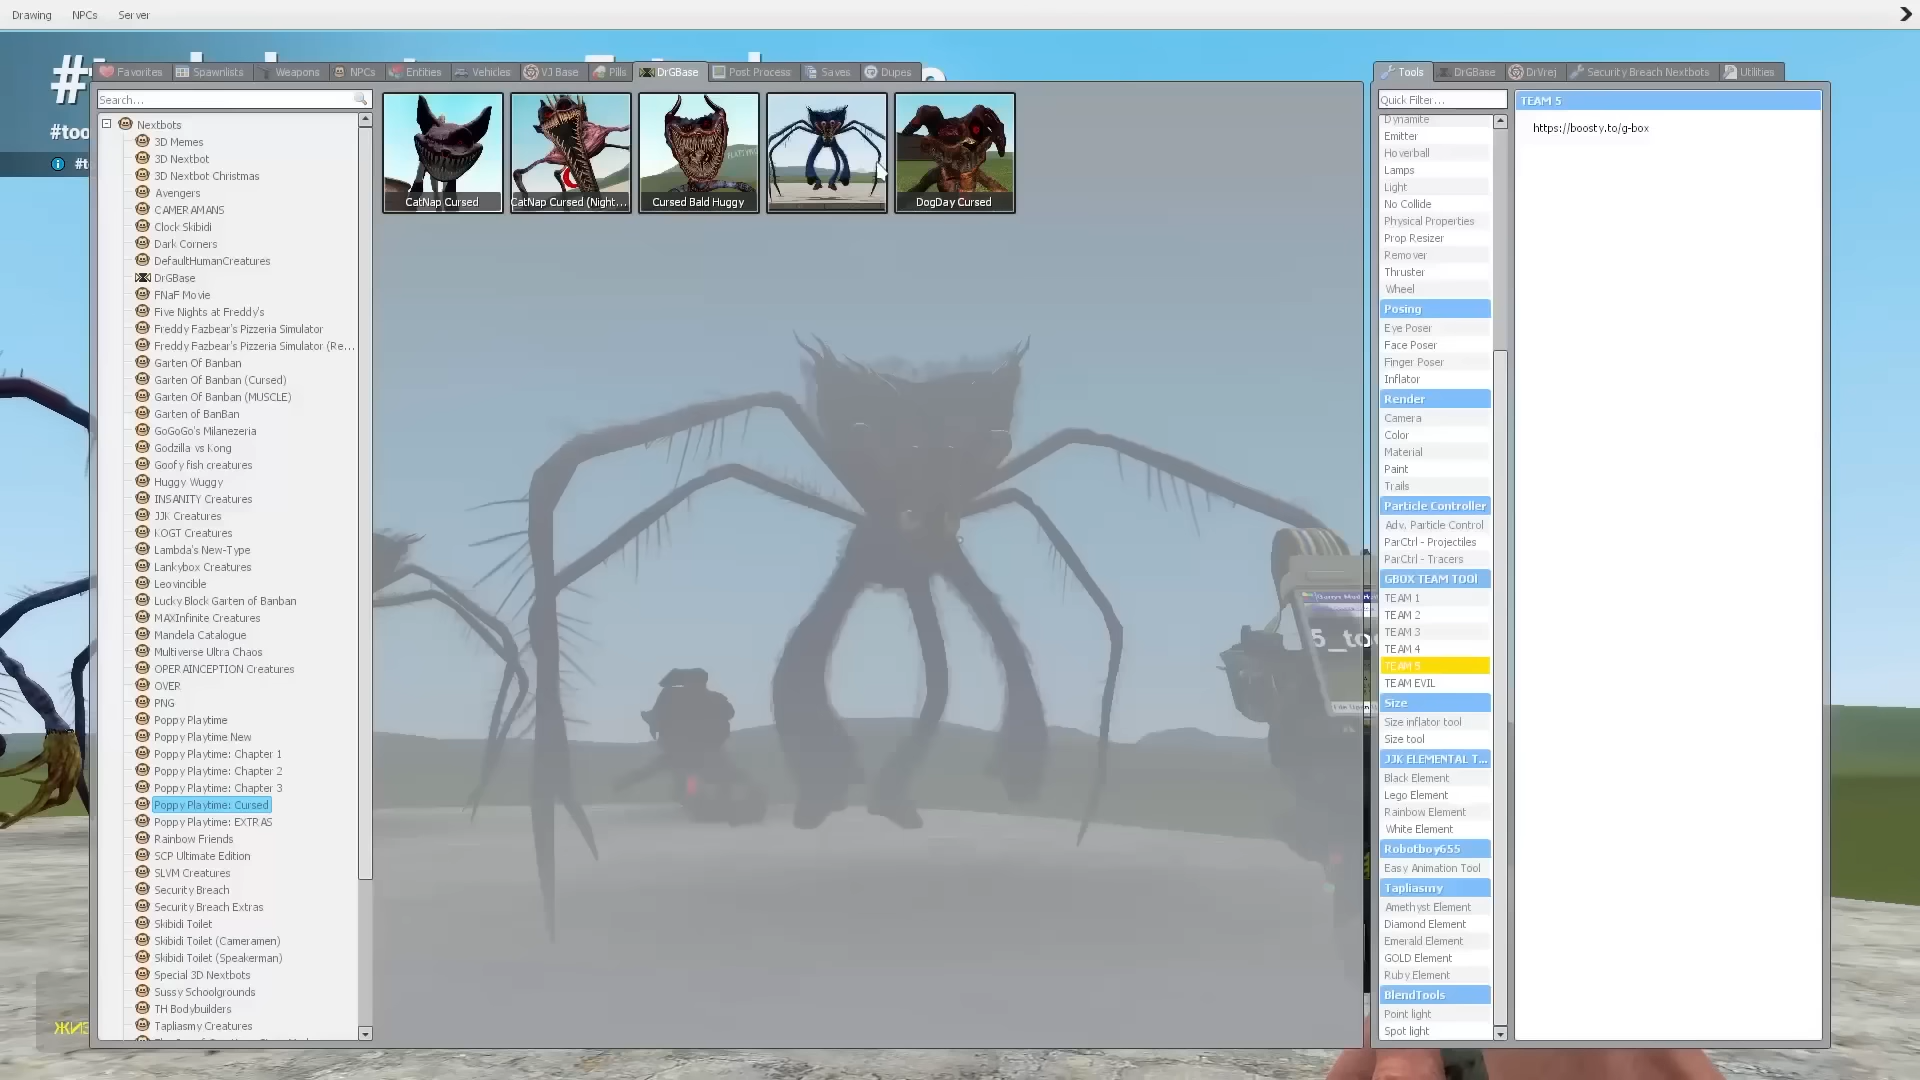 Drawing NPCs Server
Favorites Spawnlists Weapons NPCs Entities Vehicles VJ Base Pills DrGBase Post Process Saves Dupes
Search...
Nextbots
3D Memes
3D Nextbot
3D Nextbot Christmas
Avengers
CAMERAMANS
Clock Skibidi
Dark Corners
DefaultHumanCreatures
DrGBase
FNaF Movie
Five Nights at Freddy's
Freddy Fazbear's Pizzeria Simulator
Freddy Fazbear's Pizzeria Simulator (Re...
Garten Of Banban
Garten Of Banban (Cursed)
Garten Of Banban (MUSCLE)
Garten of BanBan
GoGoGo's Milanezeria
Godzilla vs Kong
Goofy fish creatures
Huggy Wuggy
INSANITY Creatures
JJK Creatures
KOGT Creatures
Lambda's New-Type
Lankybox Creatures
Leovincible
Lucky Block Garten of Banban
MAXInfinite Creatures
Mandela Catalogue
Multiverse Ultra Chaos
OPERAINCEPTION Creatures
OVER
PNG
Poppy Playtime
Poppy Playtime New
Poppy Playtime: Chapter 1
Poppy Playtime: Chapter 2
Poppy Playtime: Chapter 3
Poppy Playtime: Cursed
Poppy Playtime: EXTRAS
Rainbow Friends
SCP Ultimate Edition
SLVM Creatures
Security Breach
Security Breach Extras
Skibidi Toilet
Skibidi Toilet (Cameramen)
Skibidi Toilet (Speakerman)
Special 3D Nextbots
Sussy Schoolgrounds
TH Bodybuilders
Tapliasmy Creatures
CatNap Cursed
CatNap Cursed (Night...
Cursed Bald Huggy
DogDay Cursed
#too
#t
ЖИЗ
5_to
Tools DrGBase DrVrej Security Breach Nextbots Utilities
Quick Filter...
Dynamite
Emitter
Hoverball
Lamps
Light
No Collide
Physical Properties
Prop Resizer
Remover
Thruster
Wheel
Posing
Eye Poser
Face Poser
Finger Poser
Inflator
Render
Camera
Color
Material
Paint
Trails
Particle Controller
Adv. Particle Control
ParCtrl - Projectiles
ParCtrl - Tracers
GBOX TEAM TOOl
TEAM 1
TEAM 2
TEAM 3
TEAM 4
TEAM 5
TEAM EVIL
Size
Size inflator tool
Size tool
JJK ELEMENTAL T...
Black Element
Lego Element
Rainbow Element
White Element
Robotboy655
Easy Animation Tool
Tapliasmy
Amethyst Element
Diamond Element
Emerald Element
GOLD Element
Ruby Element
BlendTools
Point light
Spot light
TEAM 5
https://boosty.to/g-box